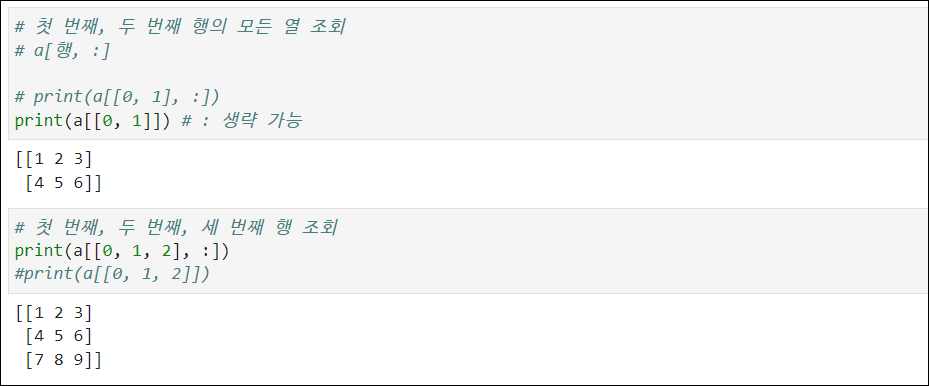 # 첫 번째, 두 번째 행의 모든 열 조회
# a[행, :]
# print(a[[0, 1], :])
print(a[[0, 1]]) # : 생략 가능
[[1 2 3]
 [4 5 6]]
# 첫 번째, 두 번째, 세 번째 행 조회
print(a[[0, 1, 2], :])
#print(a[[0, 1, 2]])
[[1 2 3]
 [4 5 6]
 [7 8 9]]